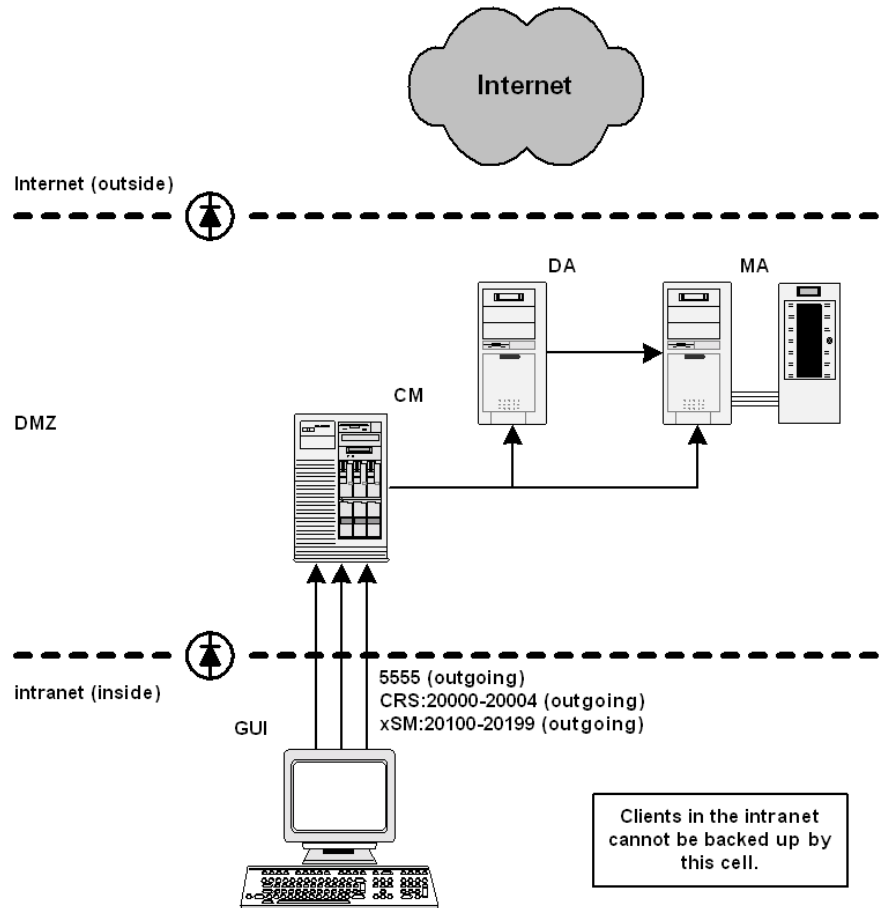 Internet
Internet (outside)
DA
MA
CM
DMZ
intranet (inside)
5555 (outgoing)
CRS:20000-20004 (outgoing)
xSM:20100-20199 (outgoing)
GUI
Clients in the intranet
cannot be backed up by
this cell.